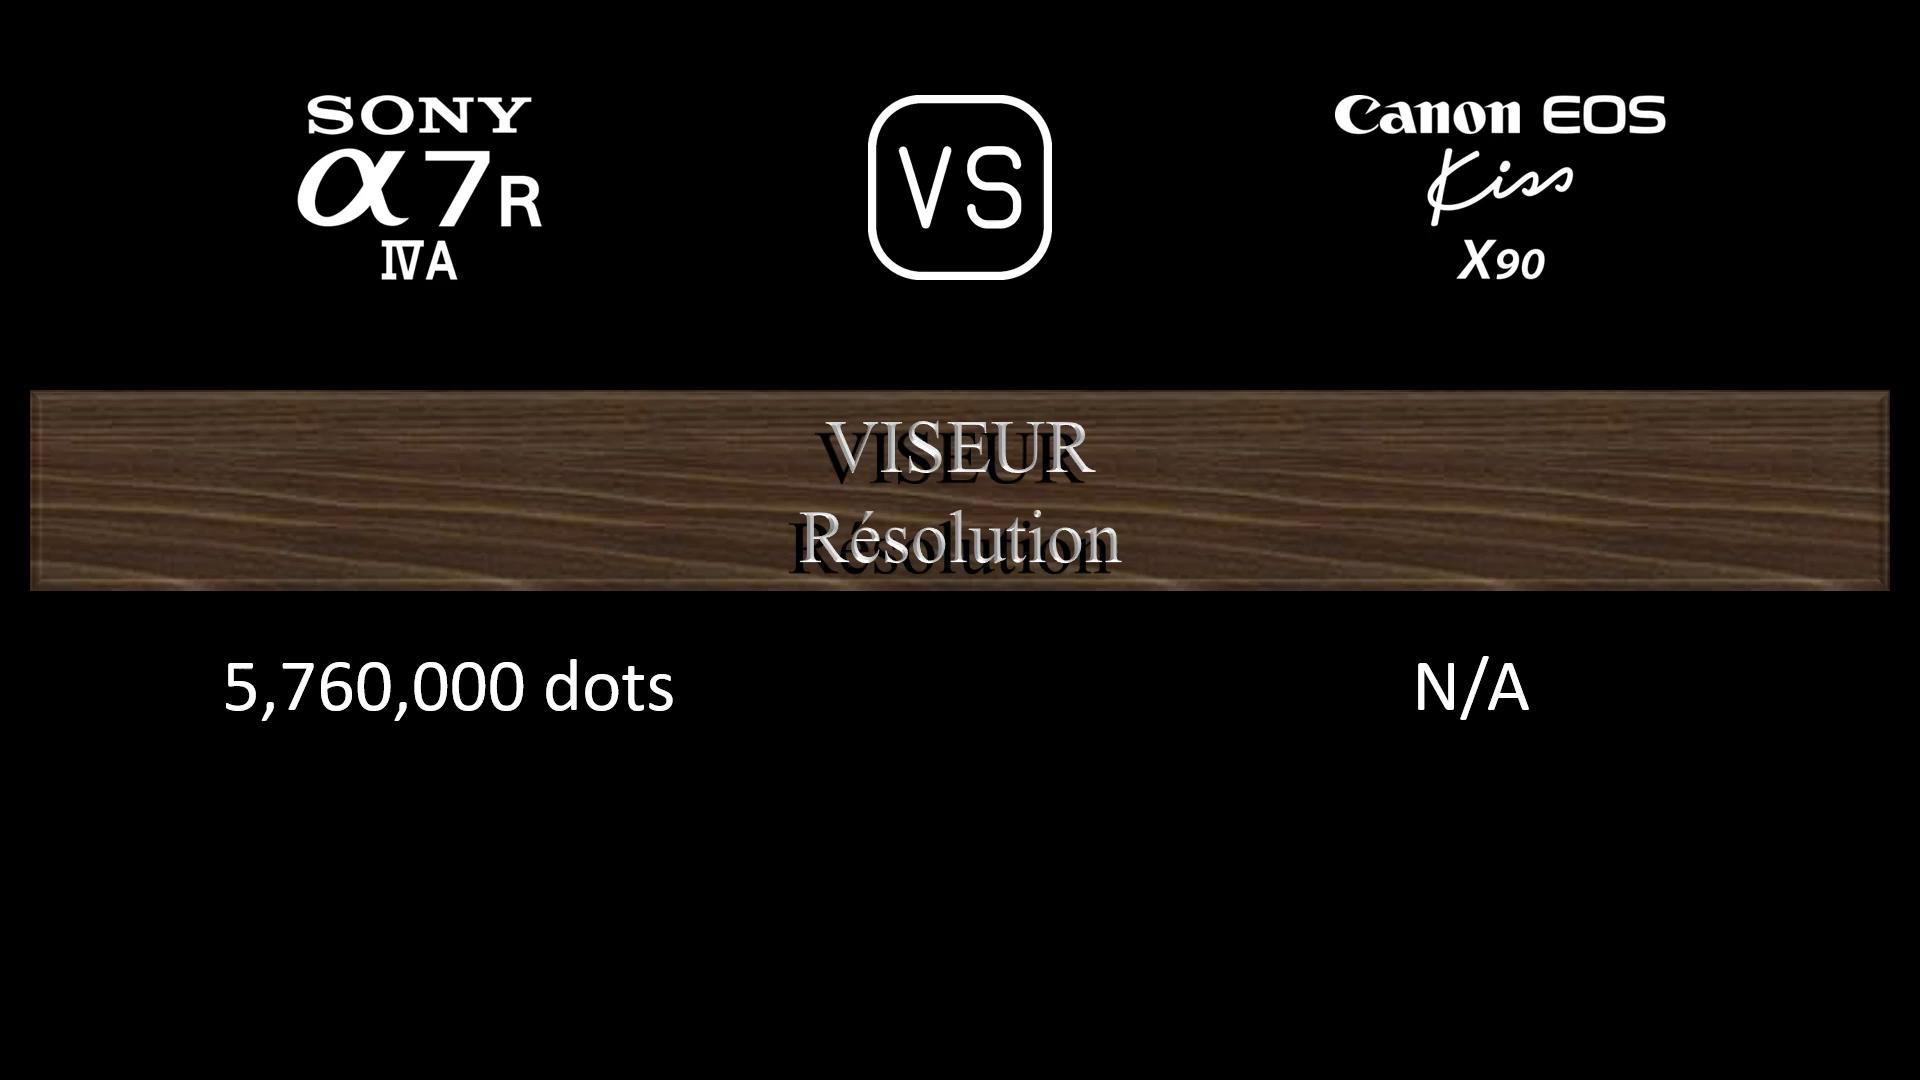 SONY
α7R
IVA
VS
Canon EOS
Kiss
X90
VISEUR
Résolution
5,760,000 dots
N/A